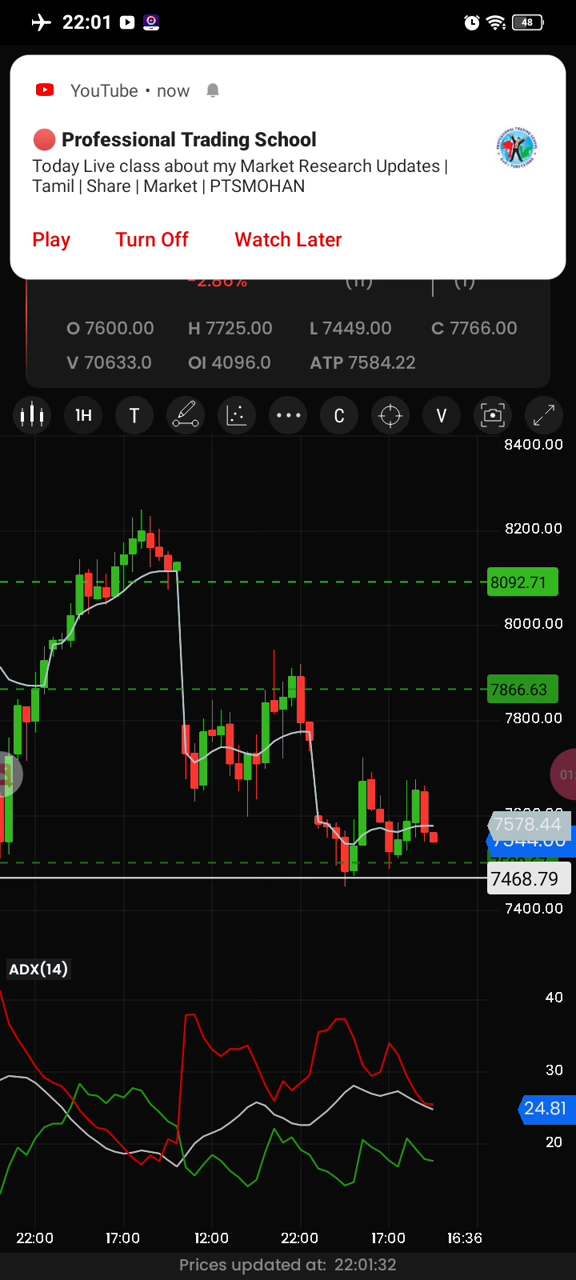 22:01
48
YouTube • now
Professional Trading School
Today Live class about my Market Research Updates |
Tamil | Share | Market | PTSMOHAN
Play Turn Off Watch Later
-2.86%
O 7600.00 H 7725.00 L 7449.00 C 7766.00
V 70633.0 OI 4096.0 ATP 7584.22
1H T C V
8400.00
8200.00
8092.71
8000.00
7866.63
7800.00
7578.44
7468.79
7400.00
ADX(14)
40
30
24.81
20
22:00 17:00 12:00 22:00 17:00 16:36
Prices updated at: 22:01:32